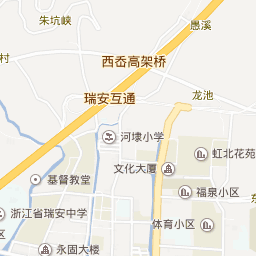 愚溪
朱坑峡
村
西岙高架桥
龙池
瑞安互通
河埭小学
虹北花苑
文化大厦
基督教堂
福泉小区
浙江省瑞安中学
体育小区
永固大楼